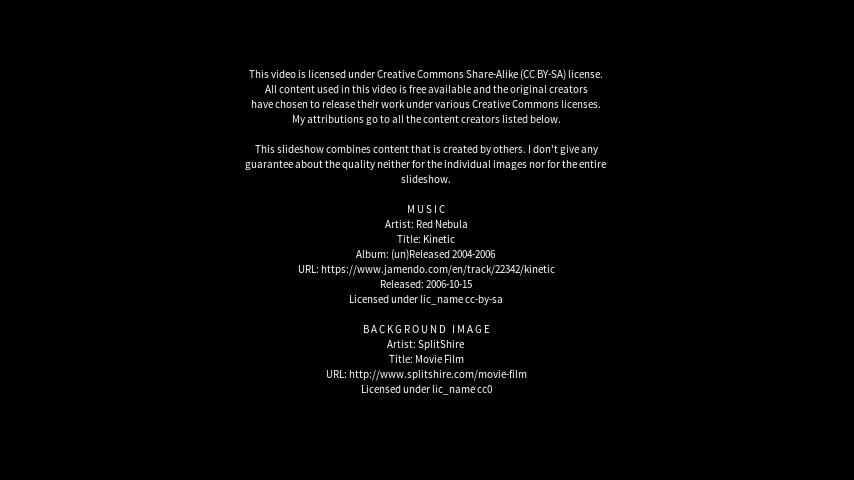 This video is licensed under Creative Commons Share-Alike (CC BY-SA) license.
All content used in this video is free available and the original creators
have chosen to release their work under various Creative Commons licenses.
My attributions go to all the content creators listed below.
This slideshow combines content that is created by others. I don't give any
guarantee about the quality neither for the individual images nor for the entire
slideshow.
MUSIC
Artist: Red Nebula
Title: Kinetic
Album: (un)Released 2004-2006
URL: https://www.jamendo.com/en/track/22342/kinetic
Released: 2006-10-15
Licensed under lic_name cc-by-sa
BACKGROUND IMAGE
Artist: SplitShire
Title: Movie Film
URL: http://www.splitshire.com/movie-film
Licensed under lic_name cc0